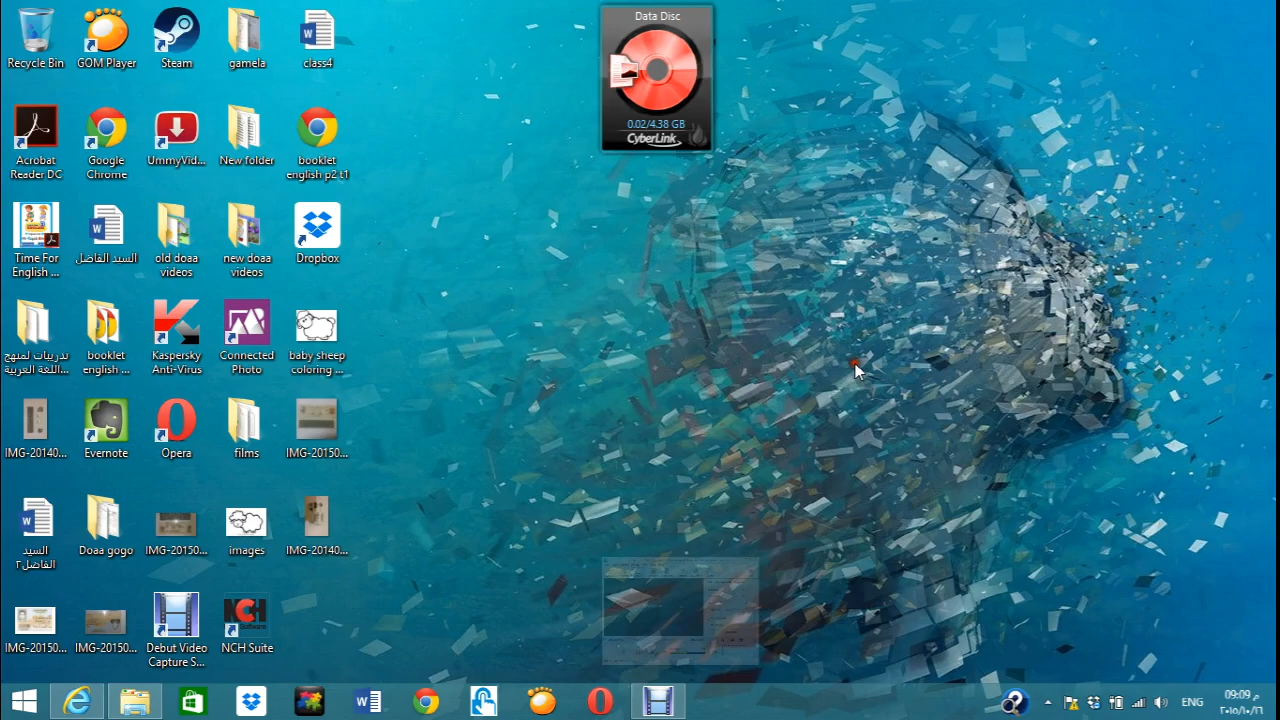 Data Disc
0.02/4.38 GB
CyberLink
Recycle Bin
GOM Player
Steam
gamela
class4
Acrobat
Reader DC
Google
Chrome
UmmyVid...
New folder
booklet
english p2 t1
Time For
English ...
السيد الفاضل
old doaa
videos
new doaa
videos
Dropbox
تدريبات لمنهج
اللغة العربية...
booklet
english ...
Kaspersky
Anti-Virus
Connected
Photo
baby sheep
coloring ...
IMG-20140...
Evernote
Opera
films
IMG-20150...
السيد
الفاضل٢
Doaa gogo
IMG-20150...
images
IMG-20140...
IMG-20150...
IMG-20150...
Debut Video
Capture S...
NCH Suite
ENG
09:09 م
٢٠١٥/١٠/٢٦